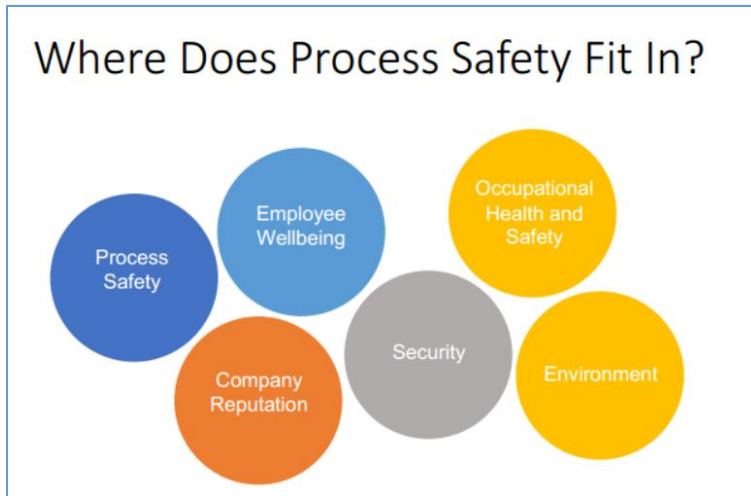 Where Does Process Safety Fit In?
Process
Safety
Employee
Wellbeing
Occupational
Health and
Safety
Company
Reputation
Security
Environment